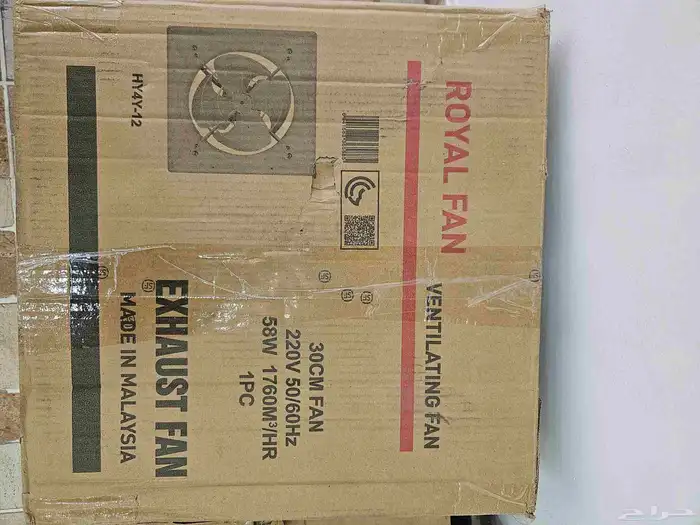 ROYAL FAN
VENTILATING FAN
30CM FAN
220V 50/60Hz
58W 1760M³/HR
1PC
HY4Y-12
EXHAUST FAN
MADE IN MALAYSIA
حراج